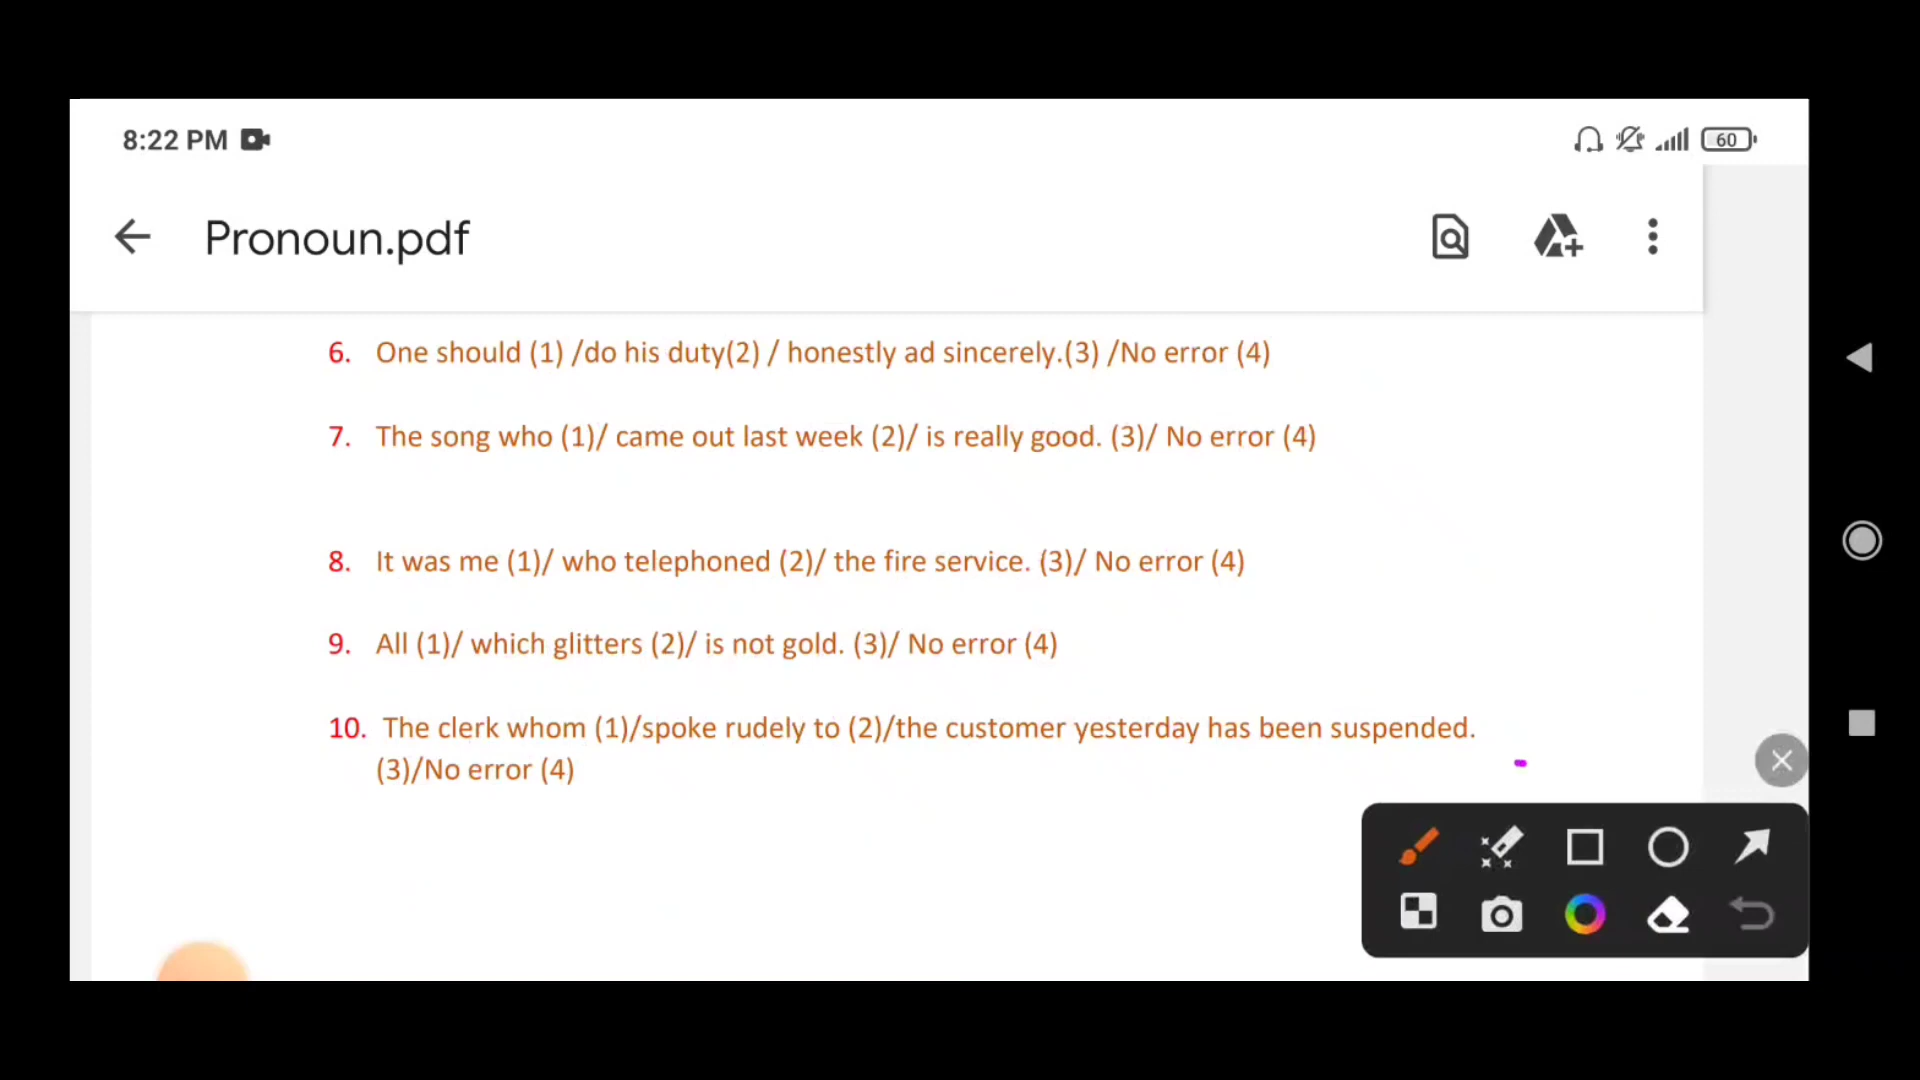 8:22 PM
60
Pronoun.pdf
6. One should (1) /do his duty(2) / honestly ad sincerely.(3) /No error (4)
7. The song who (1)/ came out last week (2)/ is really good. (3)/ No error (4)
8. It was me (1)/ who telephoned (2)/ the fire service. (3)/ No error (4)
9. All (1)/ which glitters (2)/ is not gold. (3)/ No error (4)
10. The clerk whom (1)/spoke rudely to (2)/the customer yesterday has been suspended.
(3)/No error (4)